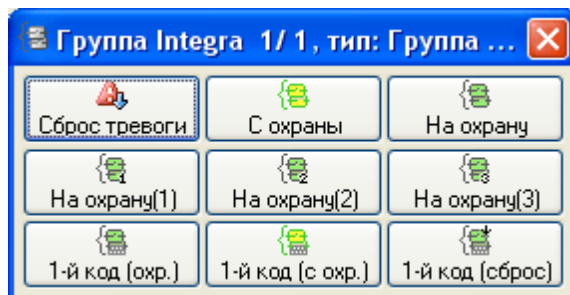 Группа Integra 1/ 1, тип: Группа ...
Сброс тревоги С охраны На охрану
На охрану(1) На охрану(2) На охрану(3)
1-й код (охр.) 1-й код (с охр.) 1-й код (сброс)